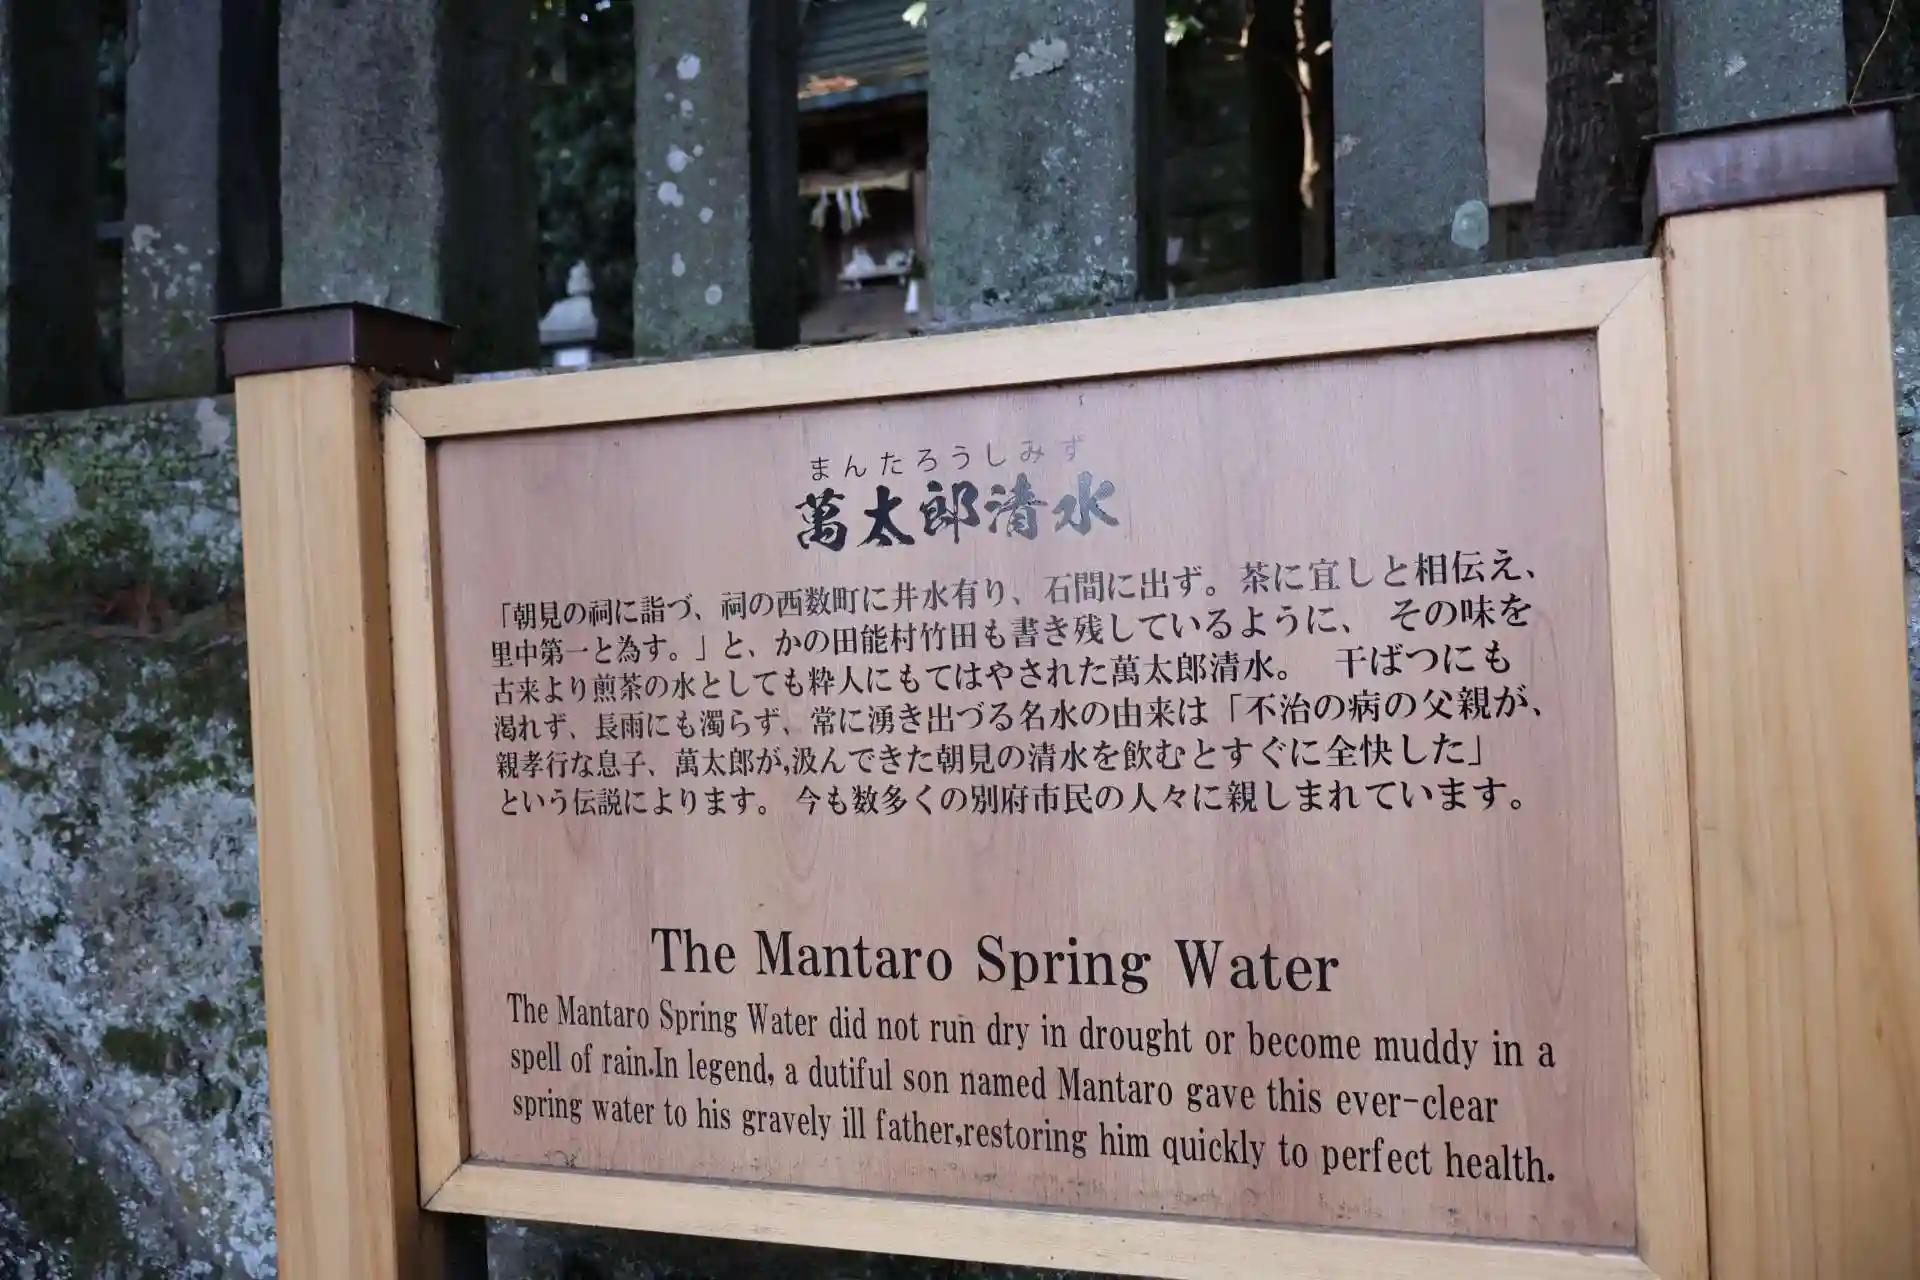 まんたろうしみず
萬太郎清水
「朝見の祠に詣づ、祠の西数町に井水有り、石間に出ず。茶に宜しと相伝え、
里中第一と為す。」と、かの田能村竹田も書き残しているように、その味を
古来より煎茶の水としても粋人にもてはやされた萬太郎清水。 干ばつにも
渇れず、長雨にも濁らず、常に湧き出づる名水の由来は「不治の病の父親が、
親孝行な息子、萬太郎が,汲んできた朝見の清水を飲むとすぐに全快した」
という伝説によります。今も数多くの別府市民の人々に親しまれています。
The Mantaro Spring Water
The Mantaro Spring Water did not run dry in drought or become muddy in a
spell of rain.In legend, a dutiful son named Mantaro gave this ever-clear
spring water to his gravely ill father,restoring him quickly to perfect health.